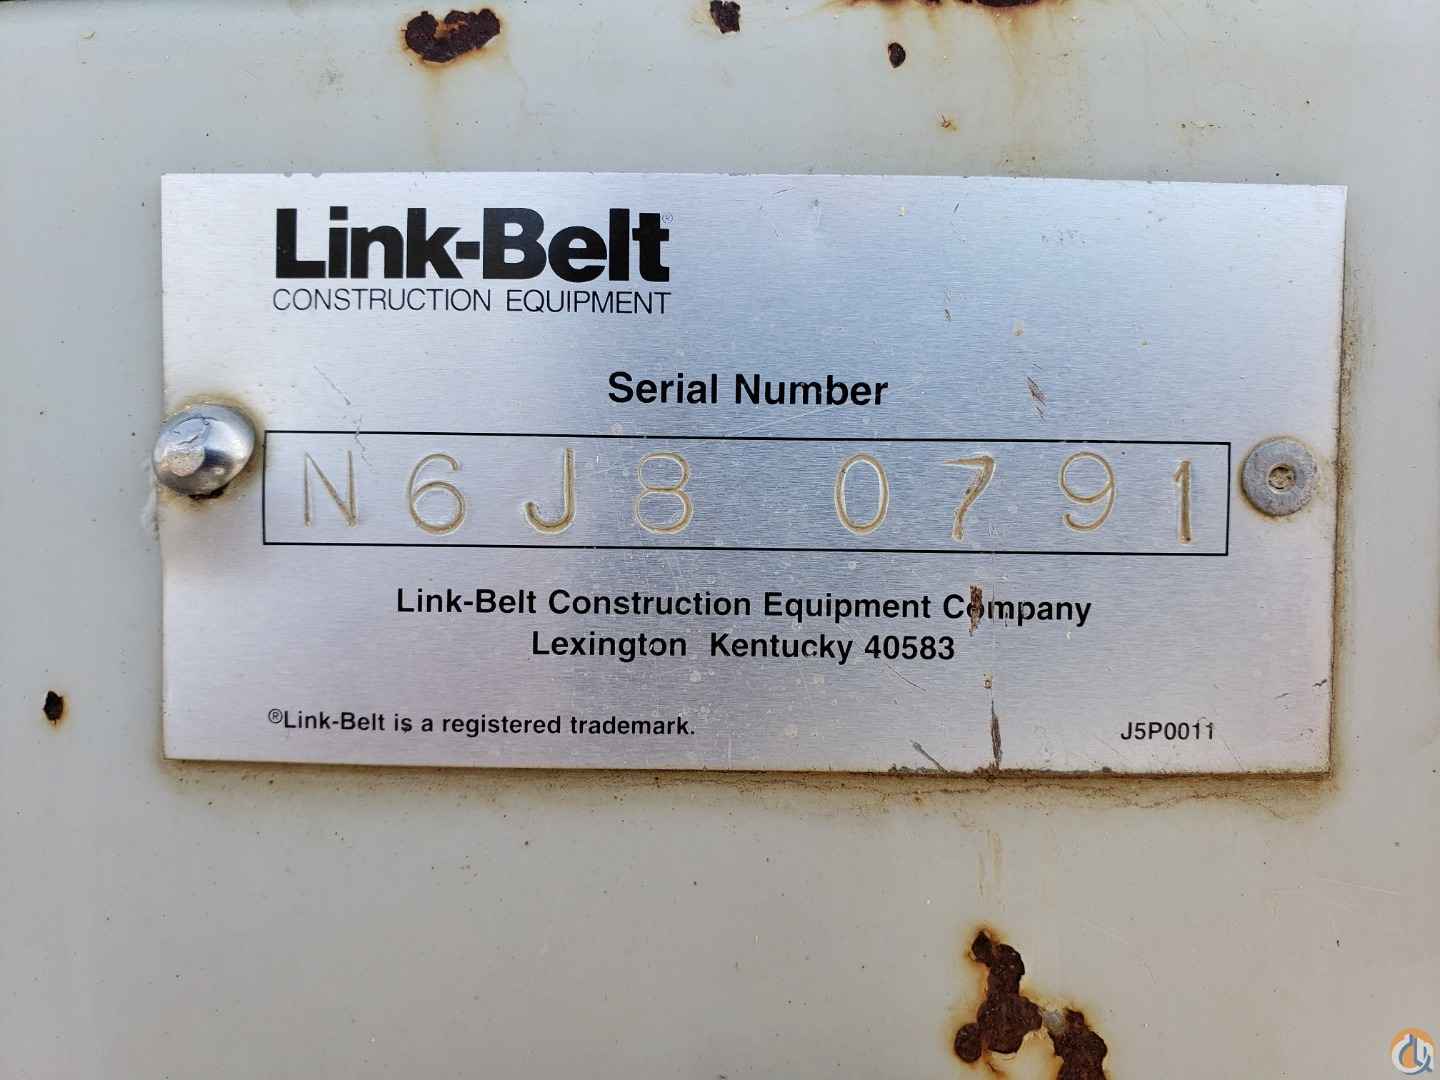 Link-Belt®
CONSTRUCTION EQUIPMENT
Serial Number
N6J8 0791
Link-Belt Construction Equipment Company
Lexington Kentucky 40583
®Link-Belt is a registered trademark.
J5P0011